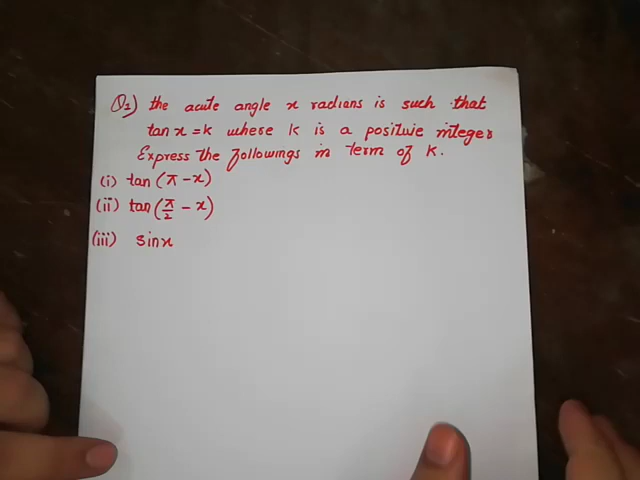 Q1) the acute angle x radians is such that
tan x = k where k is a positive integer
Express the followings in term of k.
(i) tan (π - x)
(ii) tan (π/2 - x)
(iii) sinx